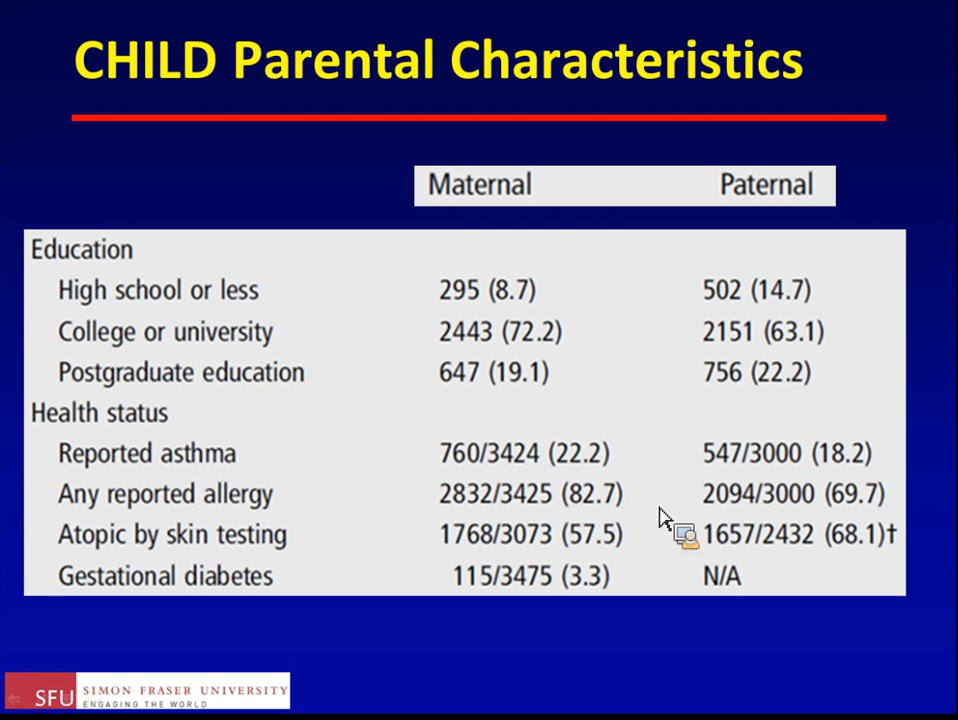 CHILD Parental Characteristics
Maternal Paternal
Education
High school or less 295 (8.7) 502 (14.7)
College or university 2443 (72.2) 2151 (63.1)
Postgraduate education 647 (19.1) 756 (22.2)
Health status
Reported asthma 760/3424 (22.2) 547/3000 (18.2)
Any reported allergy 2832/3425 (82.7) 2094/3000 (69.7)
Atopic by skin testing 1768/3073 (57.5) 1657/2432 (68.1)†
Gestational diabetes 115/3475 (3.3) N/A
SFU SIMON FRASER UNIVERSITY
ENGAGING THE WORLD